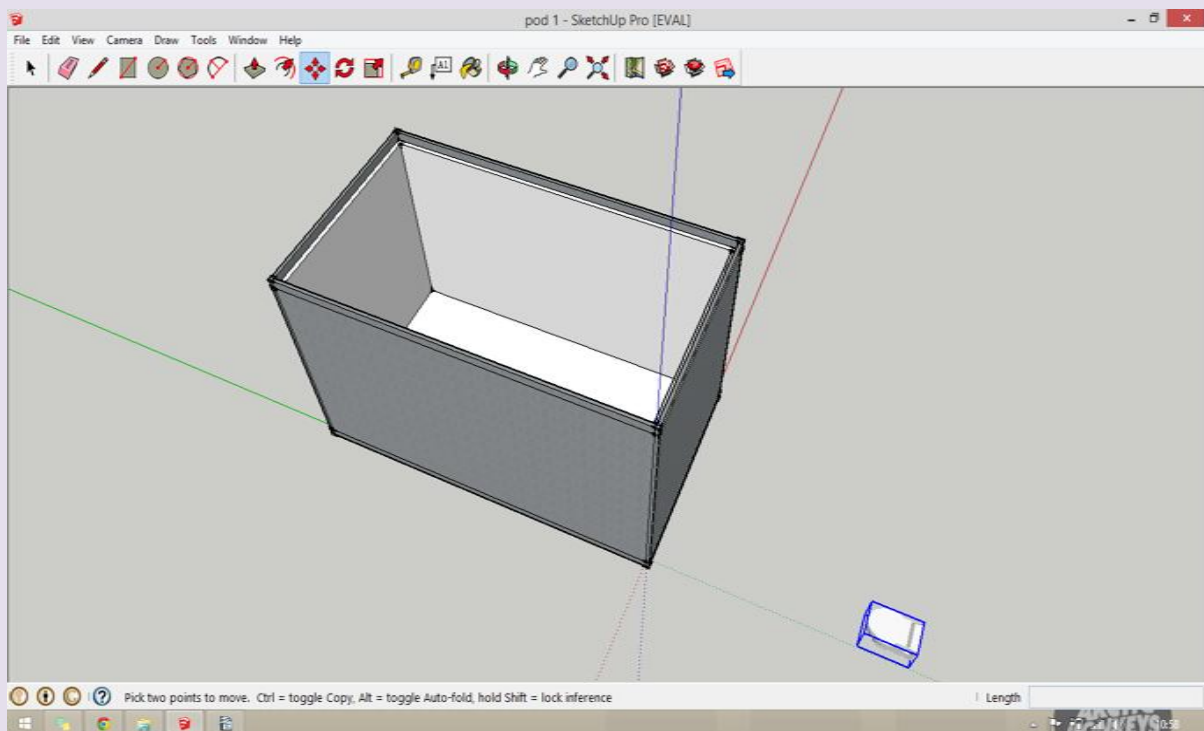 pod 1 - SketchUp Pro [EVAL]
File Edit View Camera Draw Tools Window Help
A1
Pick two points to move. Ctrl = toggle Copy, Alt = toggle Auto-fold, hold Shift = lock inference
Length